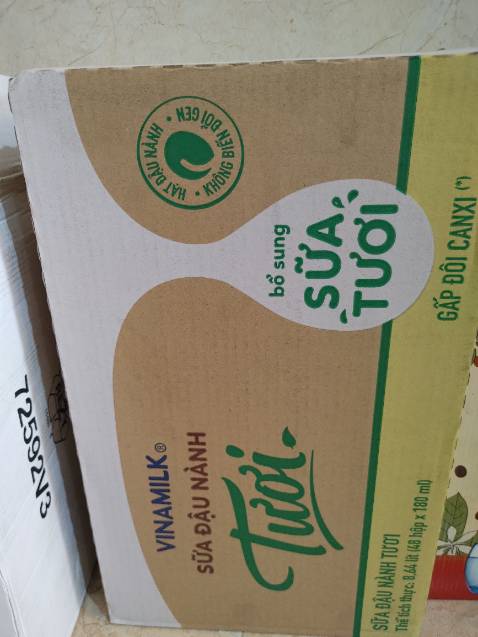 HẠT ĐẬU NÀNH • KHÔNG BIẾN ĐỔI GEN •
bổ sung
SỮA
TƯƠI
GẤP ĐÔI CANXI (*)
VINAMILK®
SỮA ĐẬU NÀNH
Tươi
SỮA ĐẬU NÀNH TƯƠI
Thể tích thực: 8,64 lít (48 hộp x 180 ml)
72592N3